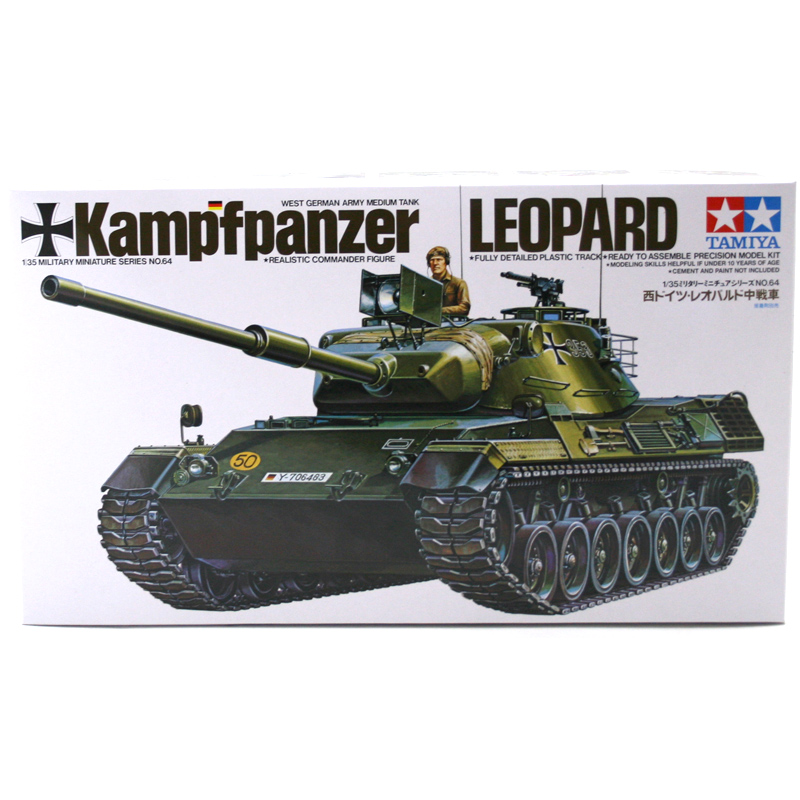 WEST GERMAN ARMY MEDIUM TANK
Kampfpanzer LEOPARD
TAMIYA
1:35 MILITARY MINIATURE SERIES NO.64
*REALISTIC COMMANDER FIGURE
*FULLY DETAILED PLASTIC TRACK *READY TO ASSEMBLE PRECISION MODEL KIT
*MODELING SKILLS HELPFUL IF UNDER 10 YEARS OF AGE
*CEMENT AND PAINT NOT INCLUDED
1/35ミリタリーミニチュアシリーズ NO.64
西ドイツ・レオパルド中戦車
50
Y-706483